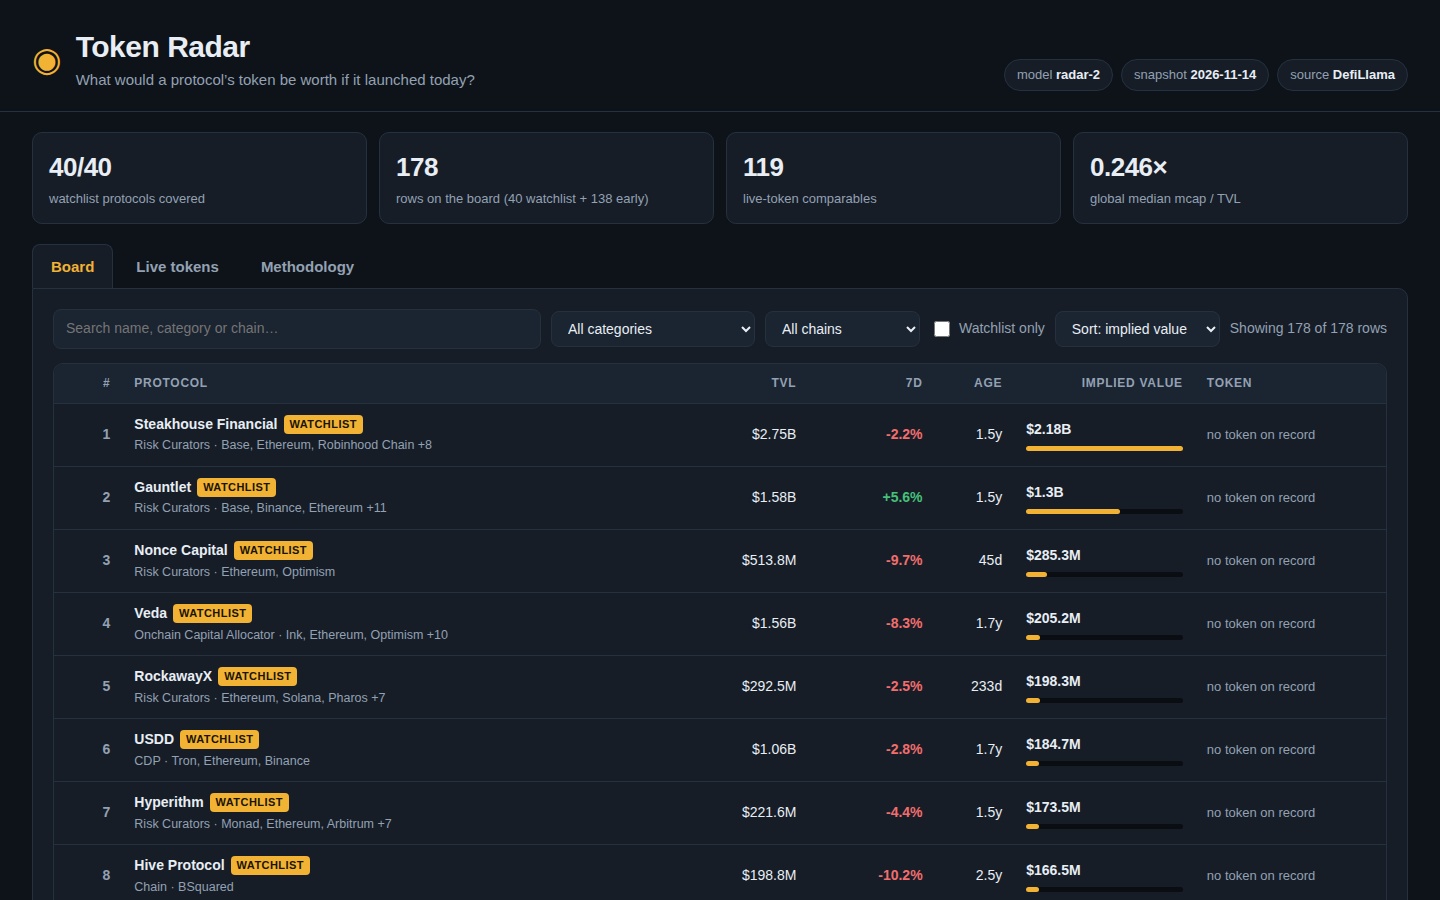 Token Radar
What would a protocol's token be worth if it launched today?
model radar-2
snapshot 2026-11-14
source DefiLlama
40/40
watchlist protocols covered
178
rows on the board (40 watchlist + 138 early)
119
live-token comparables
0.246×
global median mcap / TVL
Board
Live tokens
Methodology
Search name, category or chain…
All categories
All chains
Watchlist only
Sort: implied value
Showing 178 of 178 rows
# PROTOCOL TVL 7D AGE IMPLIED VALUE TOKEN
1 Steakhouse Financial WATCHLIST $2.75B -2.2% 1.5y $2.18B no token on record
Risk Curators · Base, Ethereum, Robinhood Chain +8
2 Gauntlet WATCHLIST $1.58B +5.6% 1.5y $1.3B no token on record
Risk Curators · Base, Binance, Ethereum +11
3 Nonce Capital WATCHLIST $513.8M -9.7% 45d $285.3M no token on record
Risk Curators · Ethereum, Optimism
4 Veda WATCHLIST $1.56B -8.3% 1.7y $205.2M no token on record
Onchain Capital Allocator · Ink, Ethereum, Optimism +10
5 RockawayX WATCHLIST $292.5M -2.5% 233d $198.3M no token on record
Risk Curators · Ethereum, Solana, Pharos +7
6 USDD WATCHLIST $1.06B -2.8% 1.7y $184.7M no token on record
CDP · Tron, Ethereum, Binance
7 Hyperithm WATCHLIST $221.6M -4.4% 1.5y $173.5M no token on record
Risk Curators · Monad, Ethereum, Arbitrum +7
8 Hive Protocol WATCHLIST $198.8M -10.2% 2.5y $166.5M no token on record
Chain · BSquared